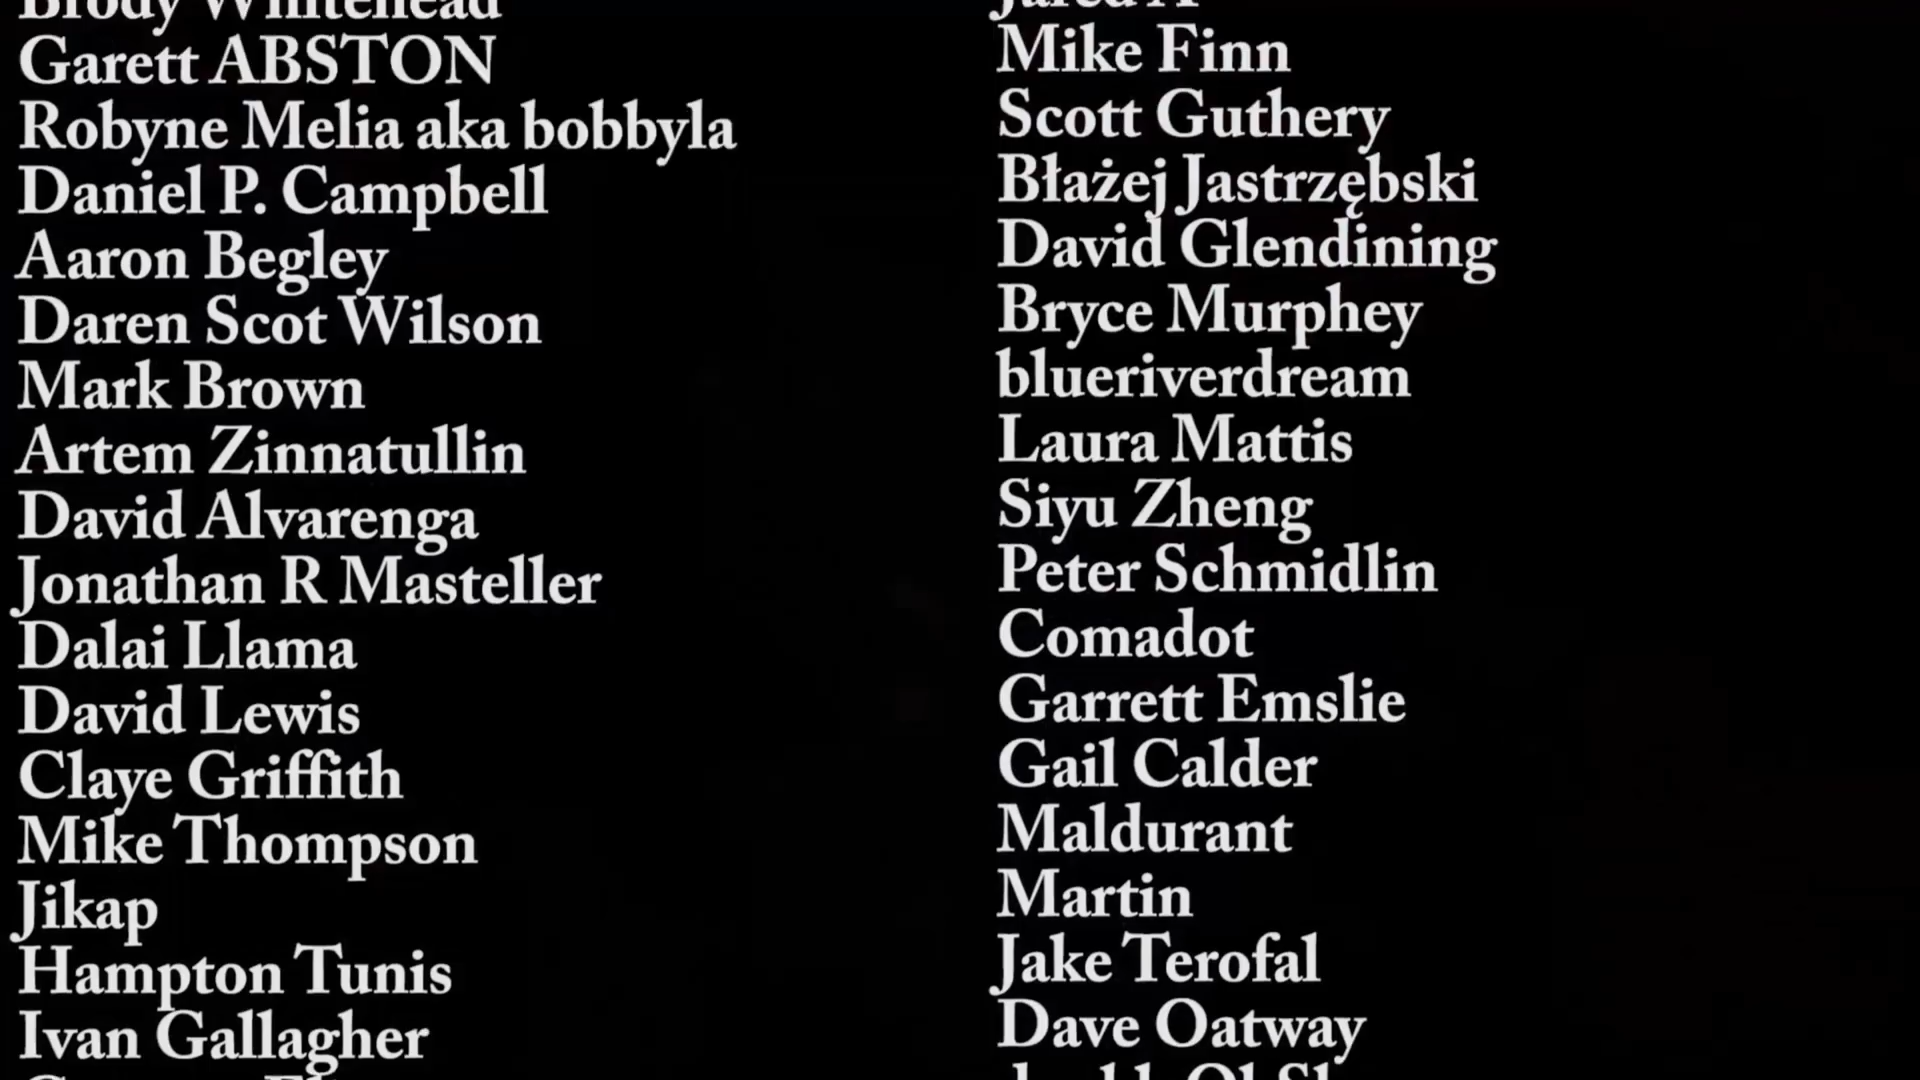 Brody Whitehead
Garett ABSTON
Robyne Melia aka bobbyla
Daniel P. Campbell
Aaron Begley
Daren Scot Wilson
Mark Brown
Artem Zinnatullin
David Alvarenga
Jonathan R Masteller
Dalai Llama
David Lewis
Claye Griffith
Mike Thompson
Jikap
Hampton Tunis
Ivan Gallagher
Jared A
Mike Finn
Scott Guthery
Błażej Jastrzębski
David Glendining
Bryce Murphey
blueriverdream
Laura Mattis
Siyu Zheng
Peter Schmidlin
Comadot
Garrett Emslie
Gail Calder
Maldurant
Martin
Jake Terofal
Dave Oatway